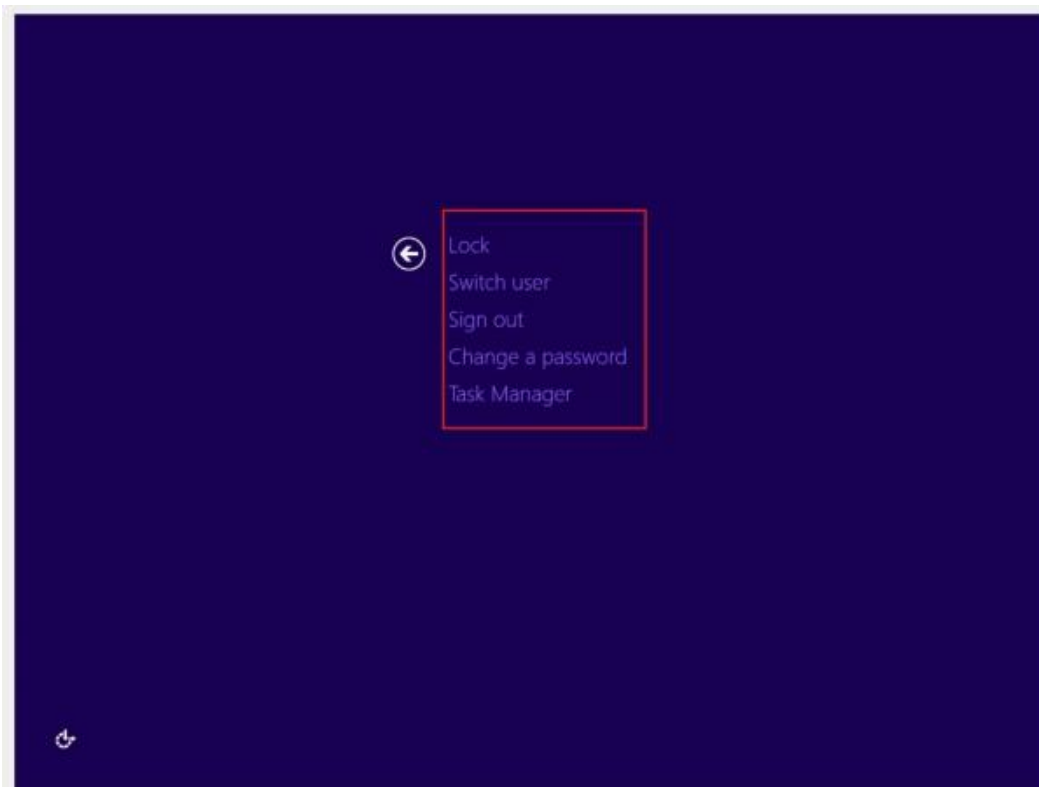 Lock
Switch user
Sign out
Change a password
Task Manager